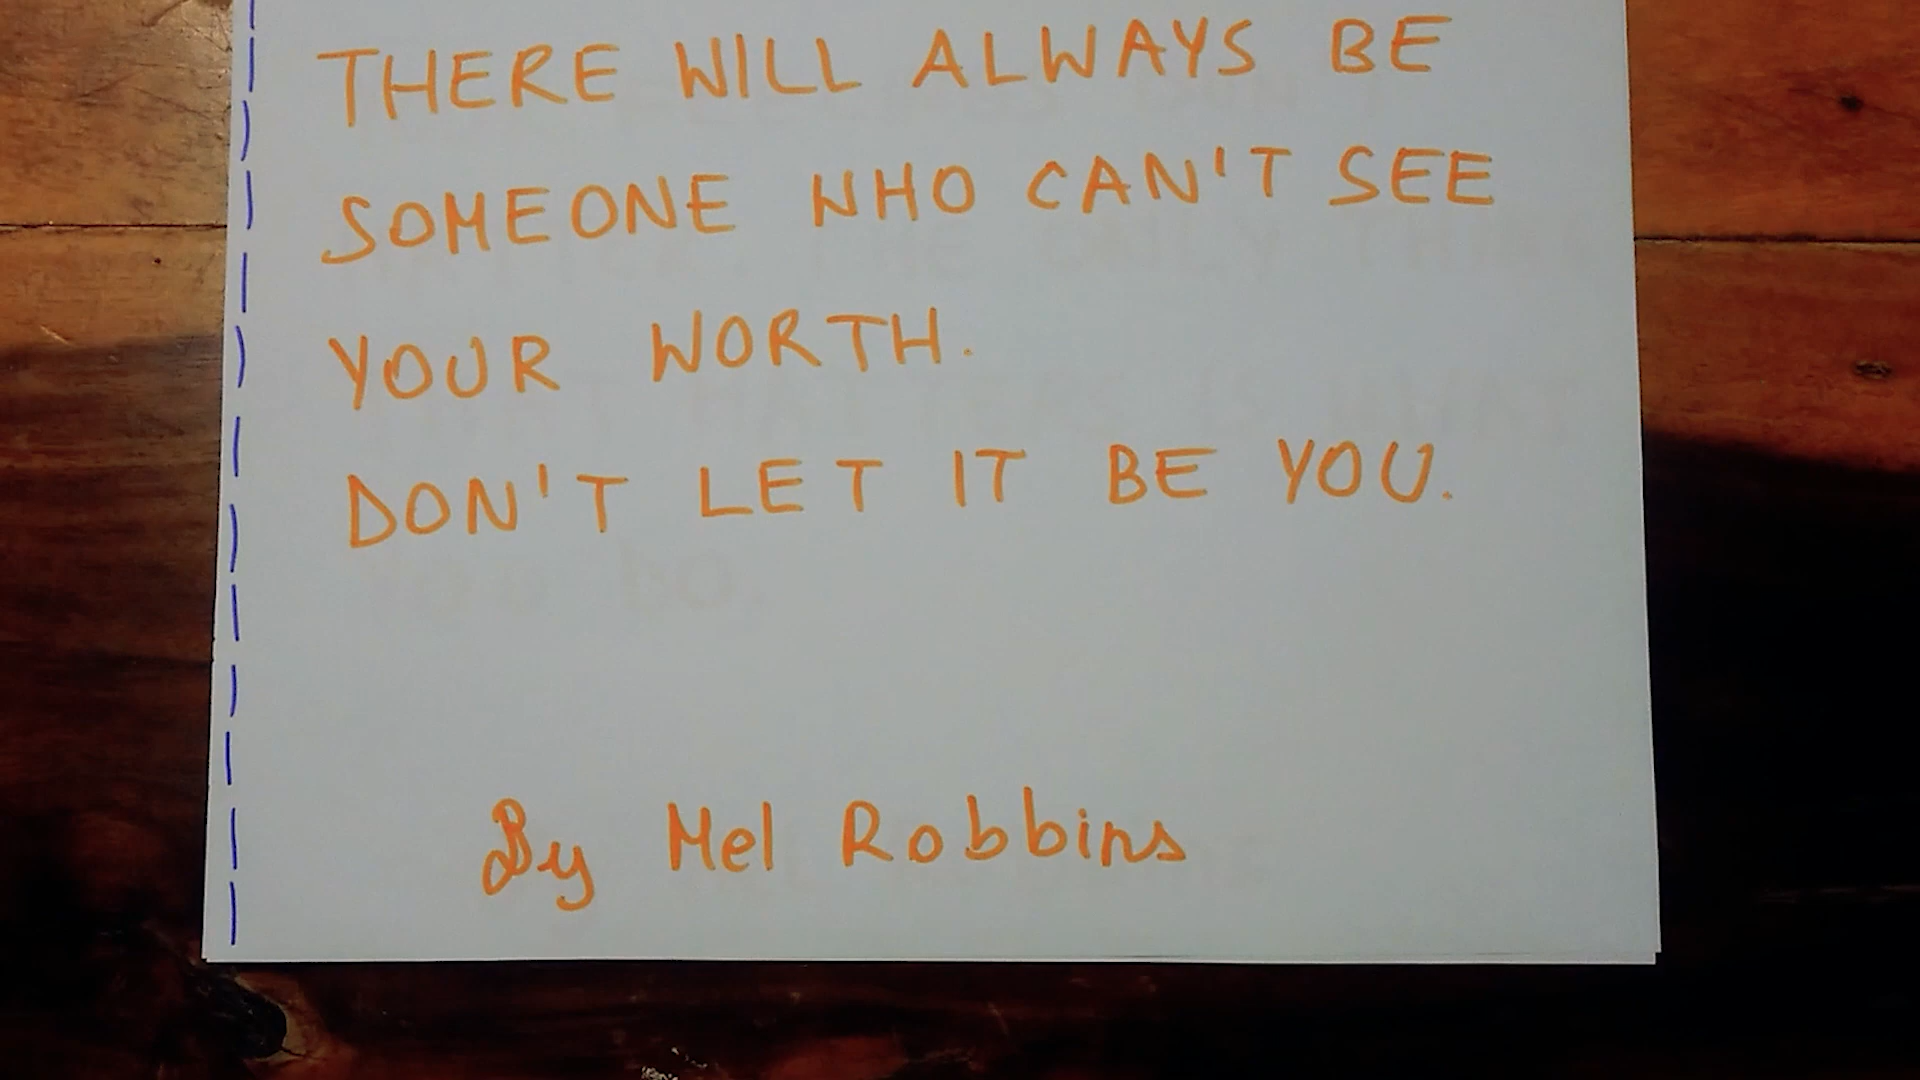 THERE WILL ALWAYS BE
SOMEONE WHO CAN'T SEE
YOUR WORTH.
DON'T LET IT BE YOU.
By Mel Robbins